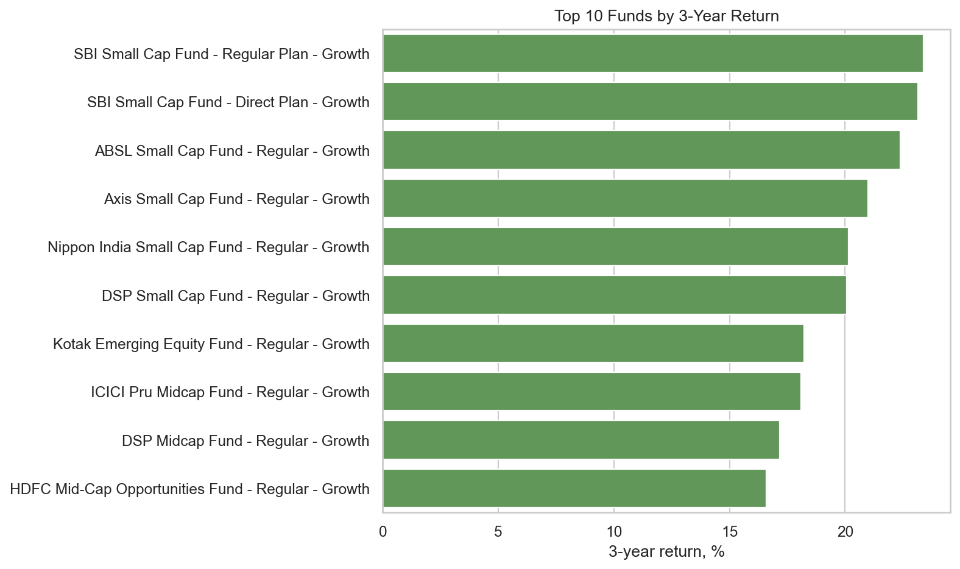 Top 10 Funds by 3-Year Return
SBI Small Cap Fund - Regular Plan - Growth
SBI Small Cap Fund - Direct Plan - Growth
ABSL Small Cap Fund - Regular - Growth
Axis Small Cap Fund - Regular - Growth
Nippon India Small Cap Fund - Regular - Growth
DSP Small Cap Fund - Regular - Growth
Kotak Emerging Equity Fund - Regular - Growth
ICICI Pru Midcap Fund - Regular - Growth
DSP Midcap Fund - Regular - Growth
HDFC Mid-Cap Opportunities Fund - Regular - Growth
0 5 10 15 20
3-year return, %